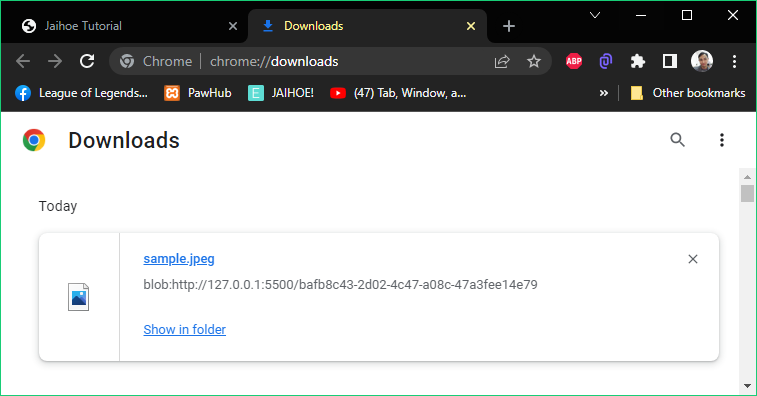 Jaihoe Tutorial
Downloads
Chrome | chrome://downloads
ABP
League of Legends... PawHub E JAIHOE! (47) Tab, Window, a... » Other bookmarks
Downloads
Today
sample.jpeg
blob:http://127.0.0.1:5500/bafb8c43-2d02-4c47-a08c-47a3fee14e79
Show in folder